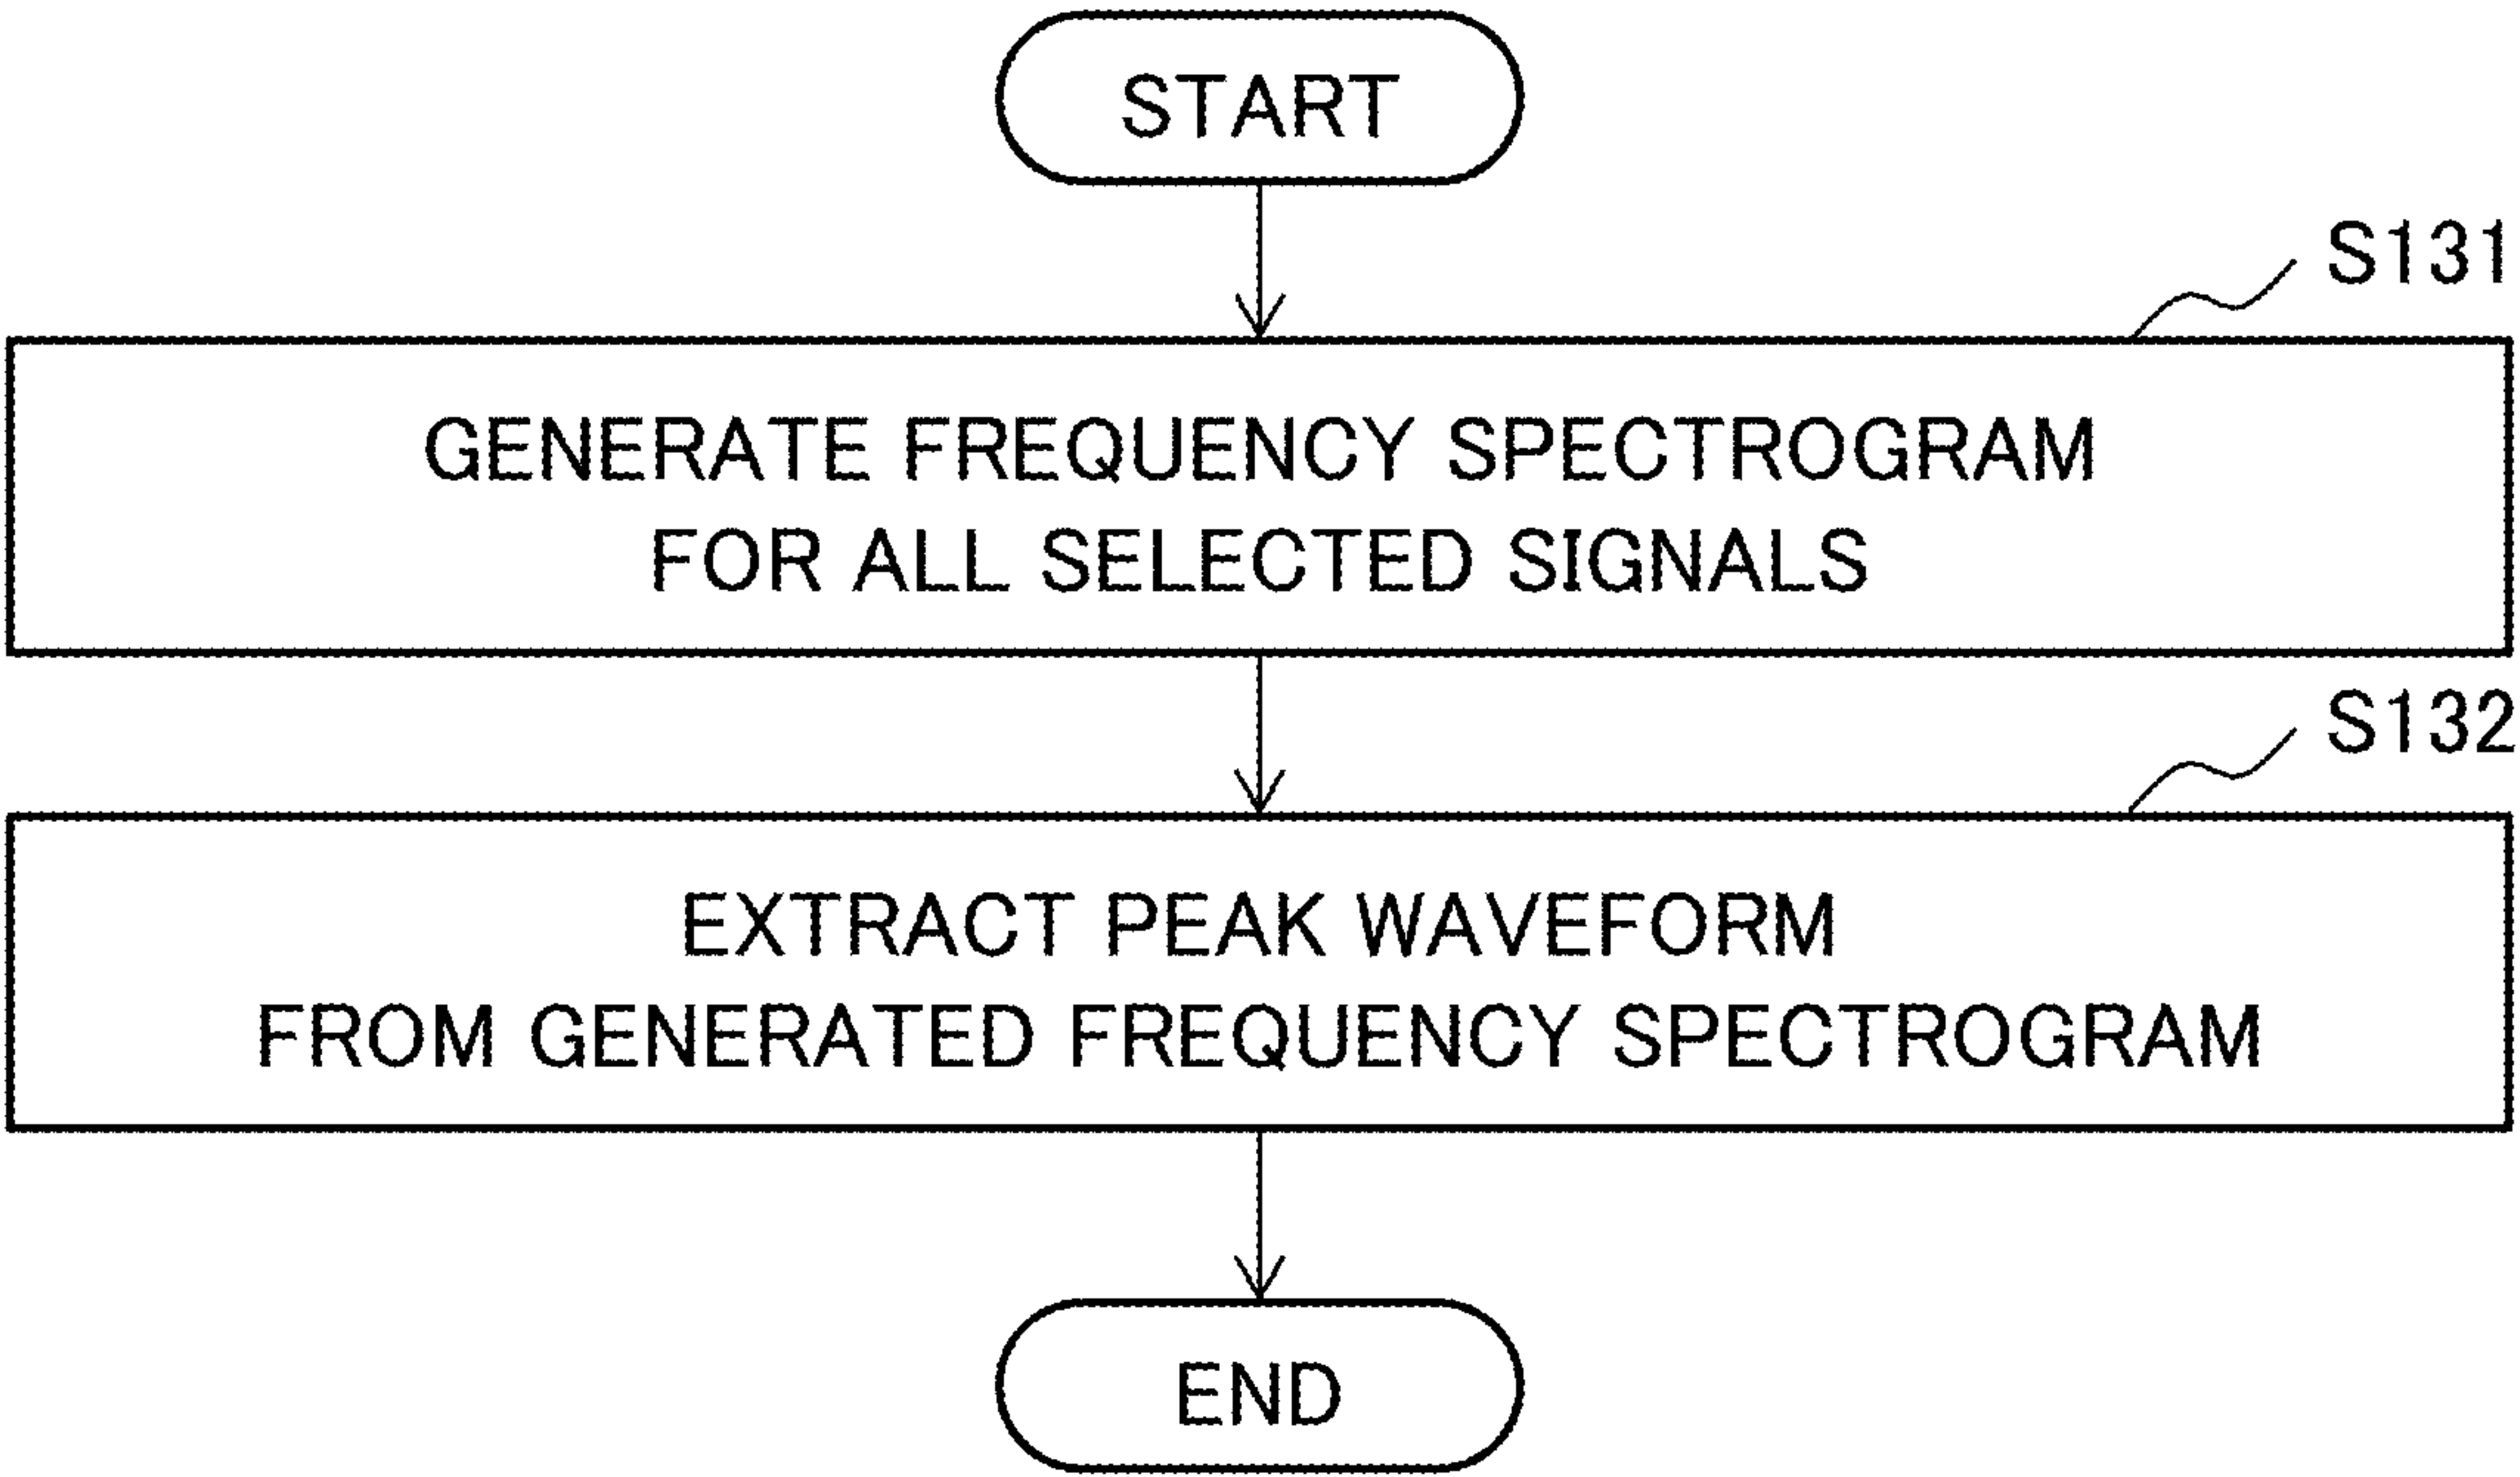 START
S131
GENERATE FREQUENCY SPECTROGRAM
FOR ALL SELECTED SIGNALS
S132
EXTRACT PEAK WAVEFORM
FROM GENERATED FREQUENCY SPECTROGRAM
END